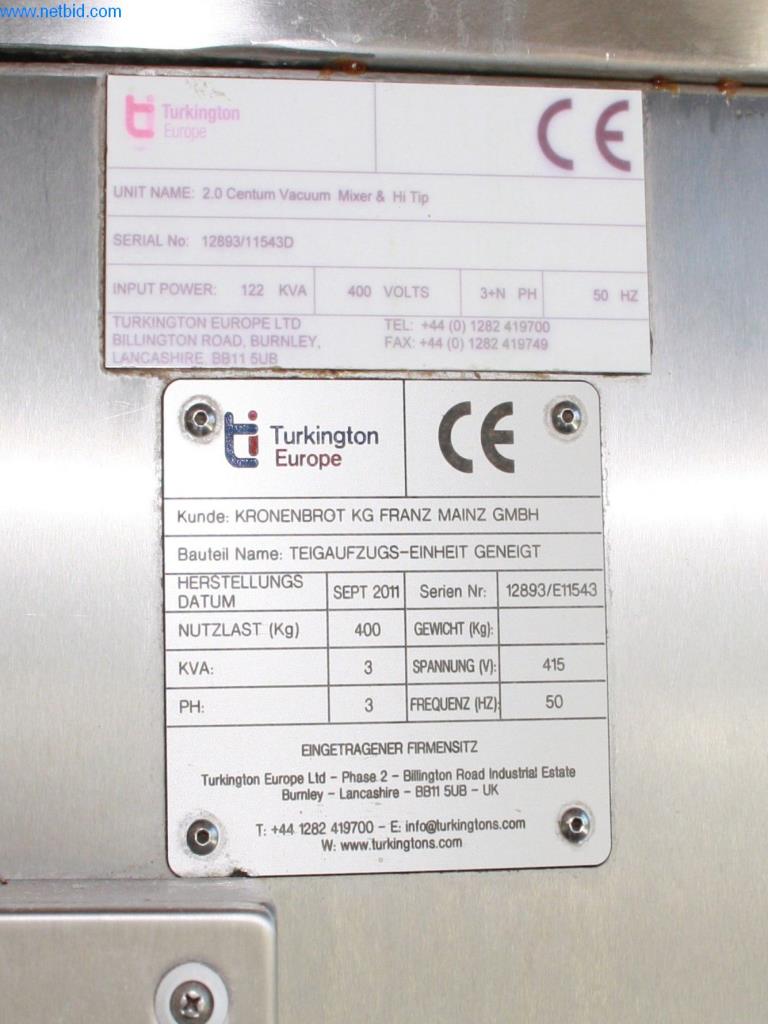 www.netbid.com
ti Turkington
Europe
CE
UNIT NAME: 2.0 Centum Vacuum Mixer & Hi Tip
SERIAL No: 12893/11543D
INPUT POWER: 122 KVA 400 VOLTS 3+N PH 50 HZ
TURKINGTON EUROPE LTD TEL: +44 (0) 1282 419700
BILLINGTON ROAD, BURNLEY, FAX: +44 (0) 1282 419749
LANCASHIRE, BB11 5UB
ti Turkington
Europe
CE
Kunde: KRONENBROT KG FRANZ MAINZ GMBH
Bauteil Name: TEIGAUFZUGS-EINHEIT GENEIGT
HERSTELLUNGS
DATUM SEPT 2011 Serien Nr: 12893/E11543
NUTZLAST (Kg) 400 GEWICHT (Kg):
KVA: 3 SPANNUNG (V): 415
PH: 3 FREQUENZ (HZ): 50
EINGETRAGENER FIRMENSITZ
Turkington Europe Ltd - Phase 2 - Billington Road Industrial Estate
Burnley - Lancashire - BB11 5UB - UK
T: +44 1282 419700 - E: info@turkingtons.com
W: www.turkingtons.com